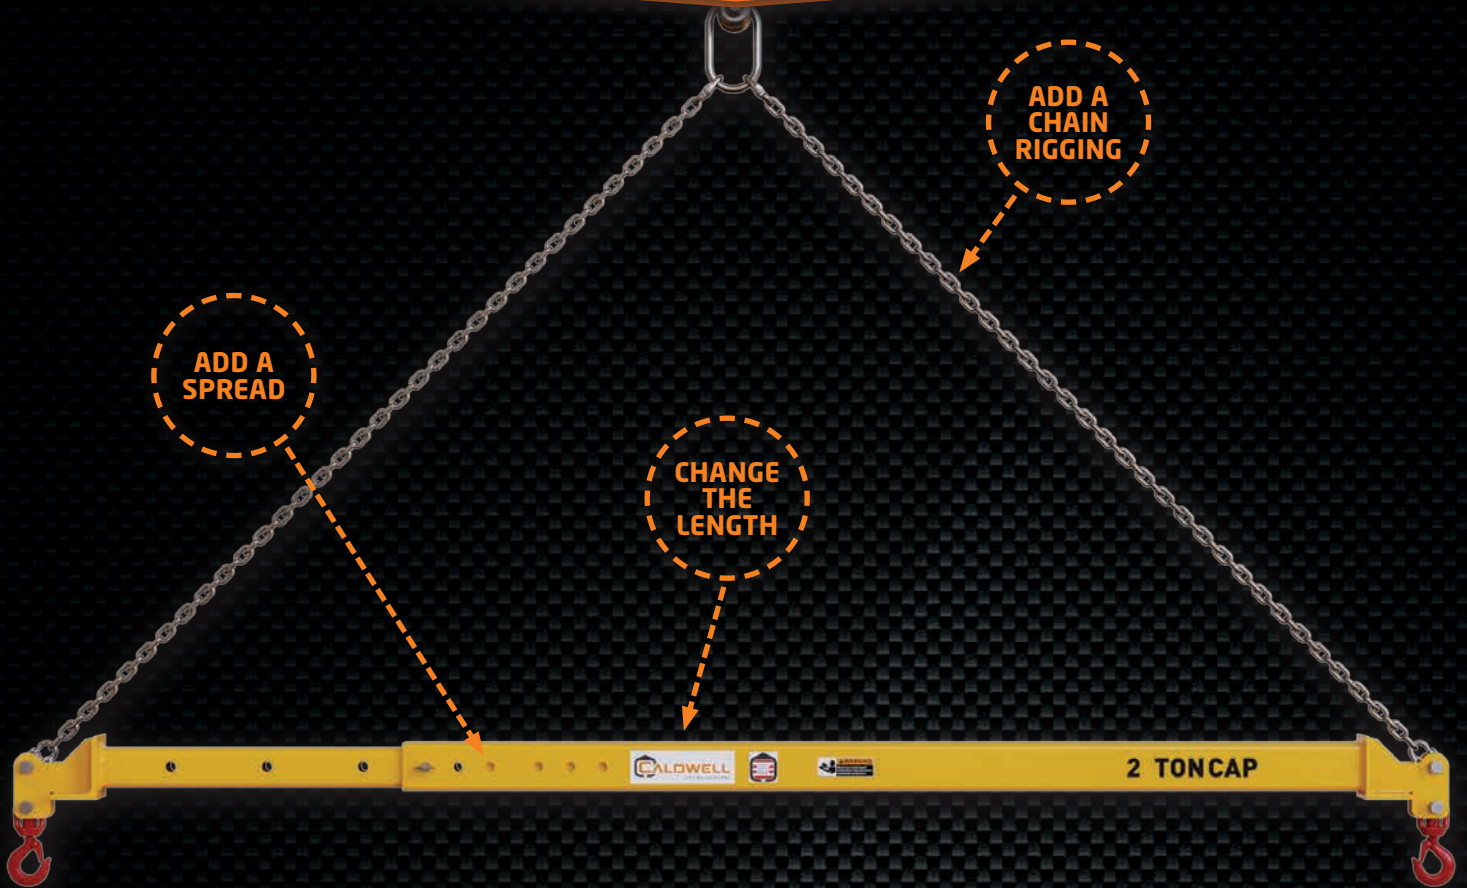 ADD A
CHAIN
RIGGING
ADD A
SPREAD
CHANGE
THE
LENGTH
CALDWELL
2 TON CAP